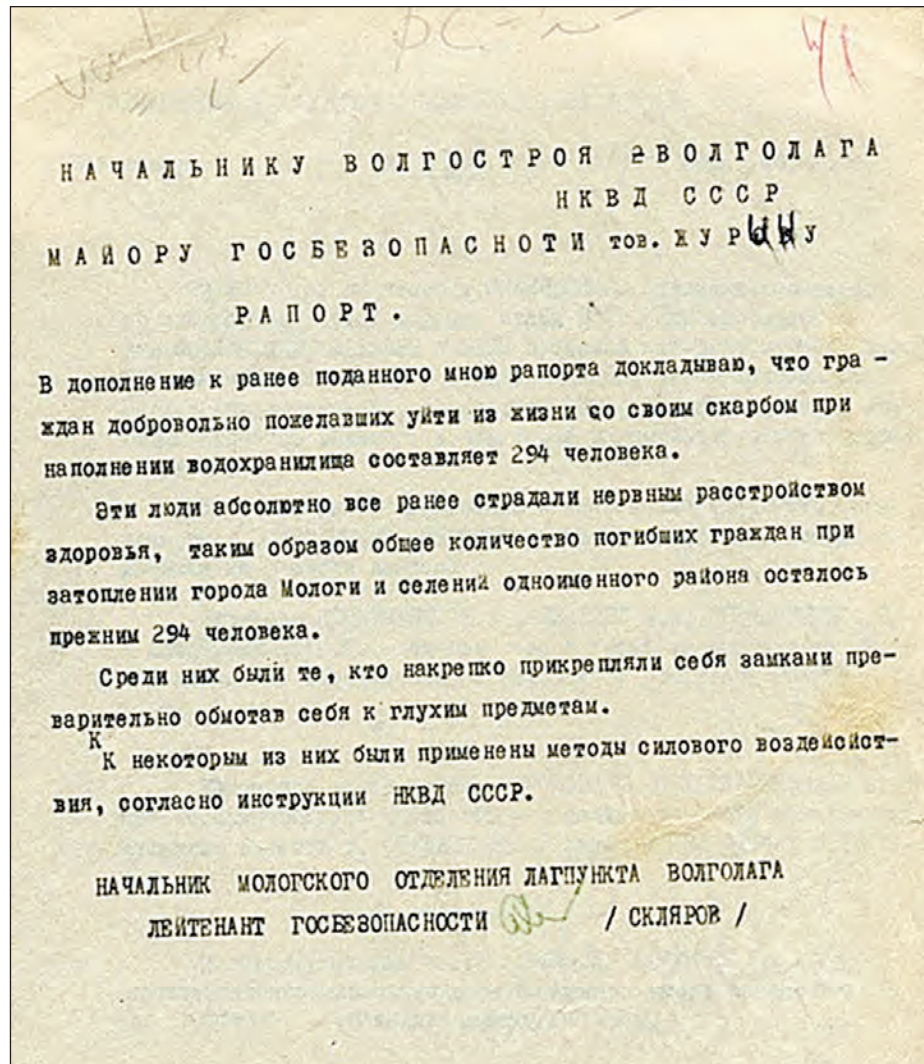 НАЧАЛЬНИКУ ВОЛГОСТРОЯ ВОЛГОЛАГА
НКВД СССР
МАЙОРУ ГОСБЕЗОПАСНОТИ тов.
РАПОРТ.
В дополнение к ранее поданного мною рапорта докладываю, что гра -
ждан добровольно пожелавших уйти из жизни со своим скарбом при
наполнении водохранилища составляет 294 человека.
Эти люди абсолютно все ранее страдали нервным расстройством
здоровья, таким образом общее количество погибших граждан при
затоплении города Мологи и селений одноименного района осталось
прежним 294 человека.
Среди них были те, кто накрепко прикрепляли себя замками пре-
варительно обмотав себя к глухим предметам.
К
К некоторым из них были применены методы силового воздейсйст-
вия, согласно инструкции НКВД СССР.
НАЧАЛЬНИК МОЛОГСКОГО ОТДЕЛЕНИЯ ЛАГПУНКТА ВОЛГОЛАГА
ЛЕЙТЕНАНТ ГОСБЕЗОПАСНОСТИ / СКЛЯРОВ /